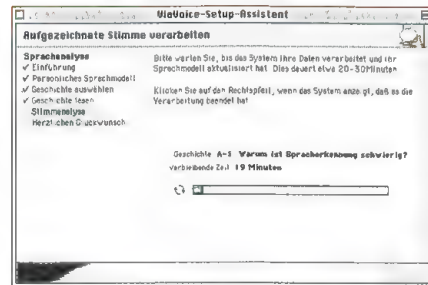 ViaVoice-Setup-Assistent
Aufgezeichnete Stimme verarbeiten
Sprachanalyse
✓ Einführung
✓ Persönliches Sprachmodell
✓ Geschichte auswählen
✓ Geschichte lesen
Stimmanalyse
Herzlichen Glückwunsch
Bitte warten Sie, bis das System Ihre Daten verarbeitet und ihr
Sprachmodell aktualisiert hat. Dies dauert etwa 20-30 Minuten
Klicken Sie auf den Rechtspfeil, wenn das System anzeigt, daß es die
Verarbeitung beendet hat
Geschichte A-1 Warum ist Spracherkennung schwierig?
verbleibende Zeit 19 Minuten